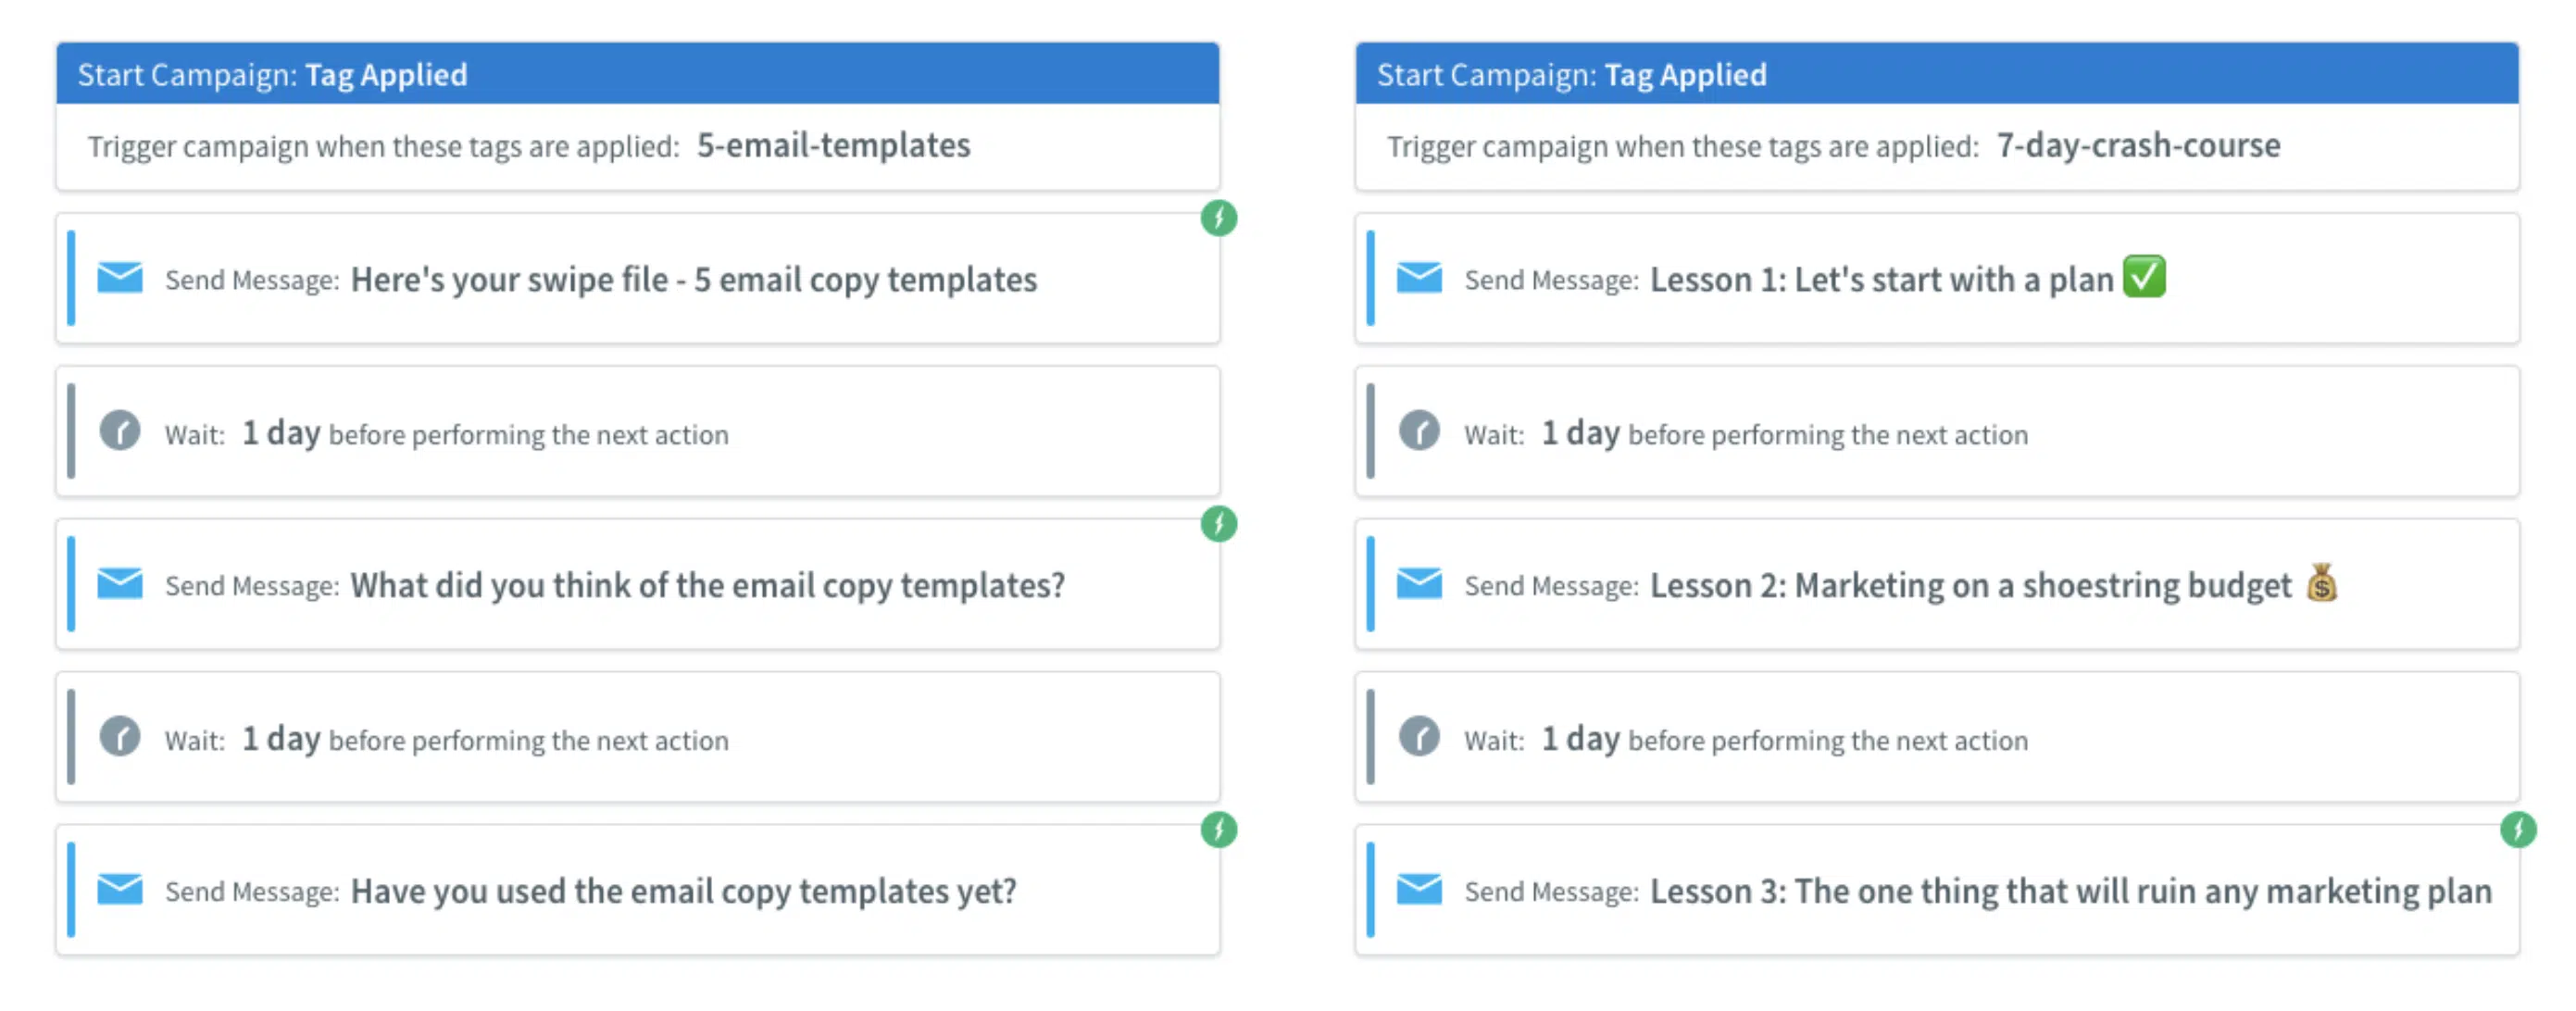 Start Campaign: Tag Applied
Trigger campaign when these tags are applied: 5-email-templates
Send Message: Here's your swipe file - 5 email copy templates
Wait: 1 day before performing the next action
Send Message: What did you think of the email copy templates?
Wait: 1 day before performing the next action
Send Message: Have you used the email copy templates yet?
Start Campaign: Tag Applied
Trigger campaign when these tags are applied: 7-day-crash-course
Send Message: Lesson 1: Let's start with a plan ✅
Wait: 1 day before performing the next action
Send Message: Lesson 2: Marketing on a shoestring budget 💰
Wait: 1 day before performing the next action
Send Message: Lesson 3: The one thing that will ruin any marketing plan